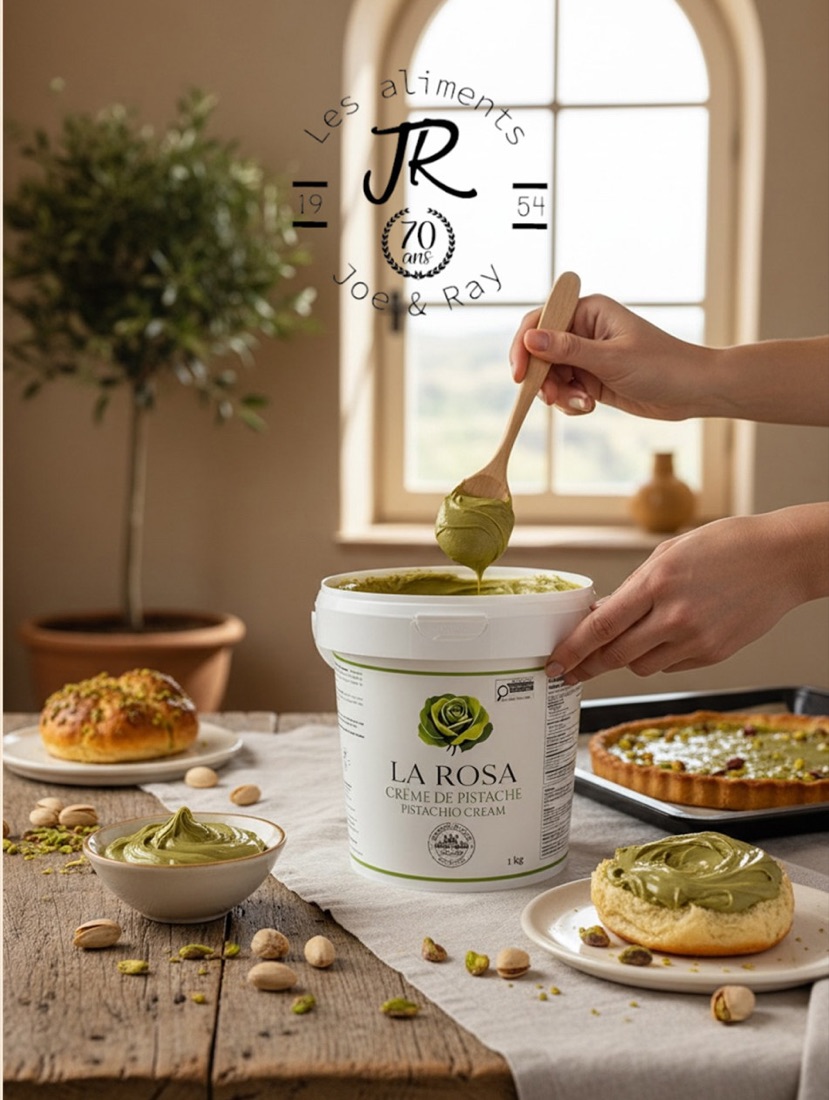 Les aliments
JR
19 54
70
ans
Joe & Ray
LA ROSA
CRÈME DE PISTACHE
PISTACHIO CREAM
1 kg